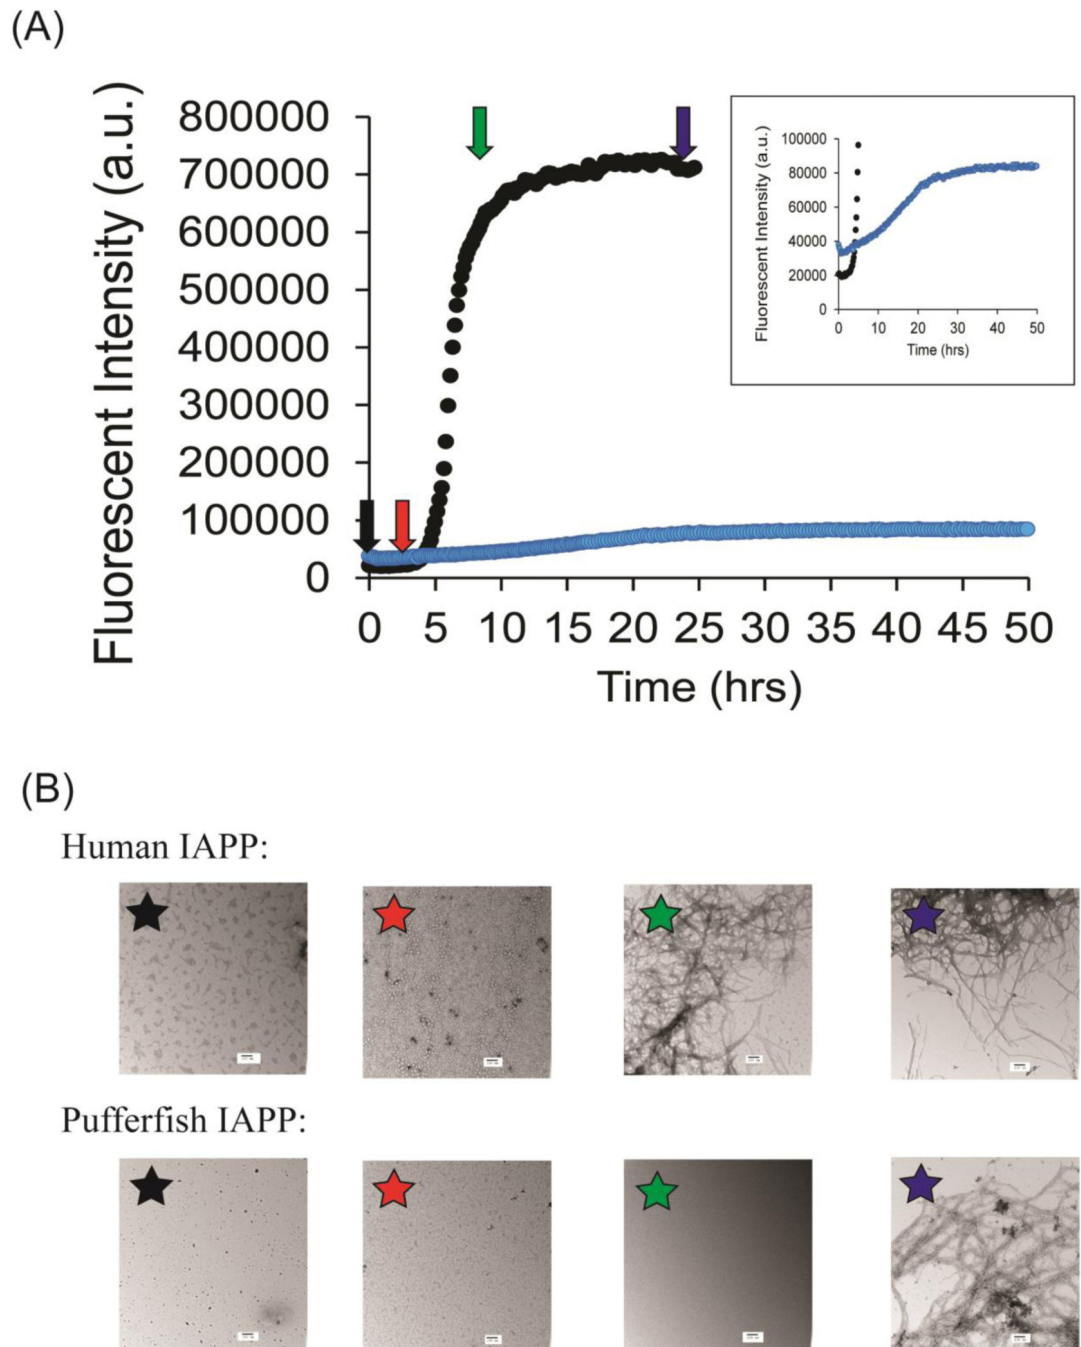 (A)
Fluorescent Intensity (a.u.)
800000
700000
600000
500000
400000
300000
200000
100000
0
0 5 10 15 20 25 30 35 40 45 50
Time (hrs)
Fluorescent Intensity (a.u.)
100000
80000
60000
40000
20000
0
0 10 20 30 40 50
Time (hrs)
(B)
Human IAPP:
Pufferfish IAPP: